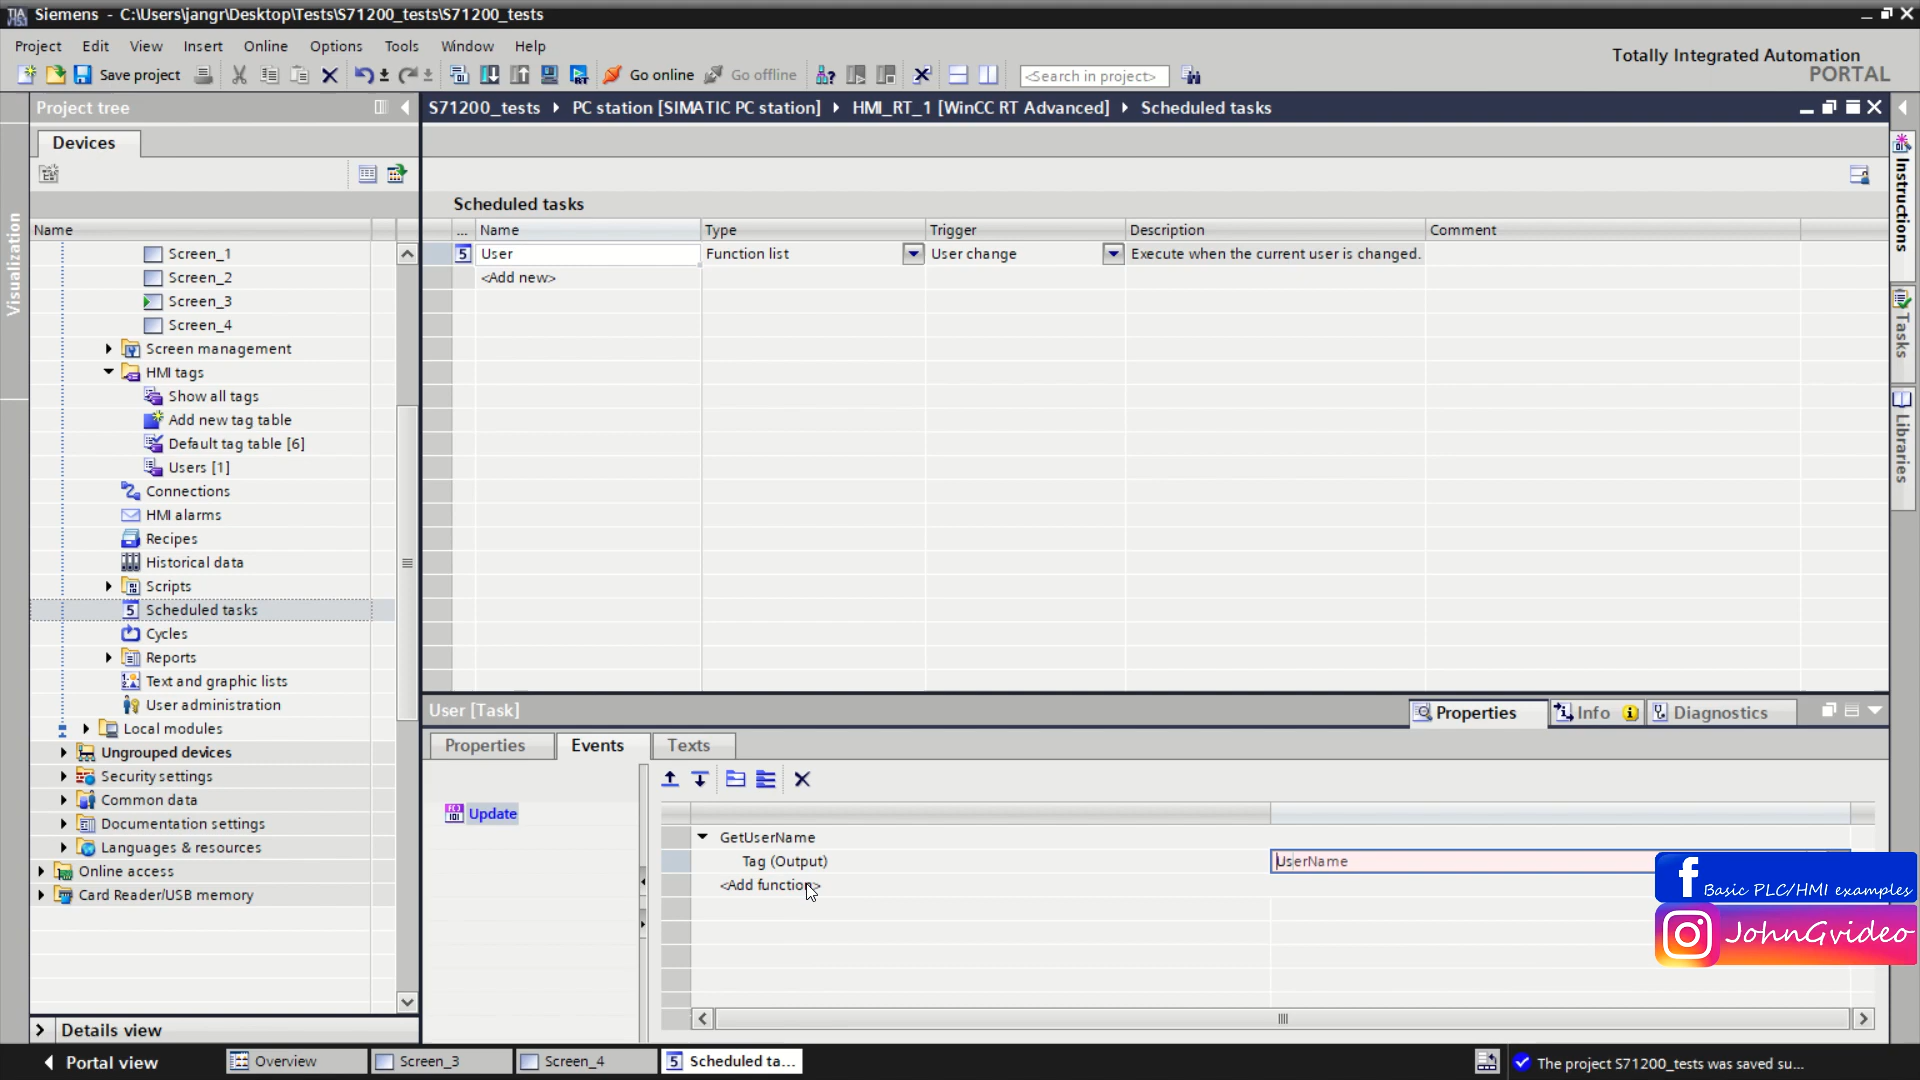 Siemens - C:\Users\jangr\Desktop\Tests\S71200_tests\S71200_tests
Project Edit View Insert Online Options Tools Window Help
Totally Integrated Automation
PORTAL
Save project
Go online
Go offline
<Search in project>
Project tree
S71200_tests PC station [SIMATIC PC station] HMI_RT_1 [WinCC RT Advanced] Scheduled tasks
Devices
Visualization
Name
Screen_1
Screen_2
Screen_3
Screen_4
Screen management
HMI tags
Show all tags
Add new tag table
Default tag table [6]
Users [1]
Connections
HMI alarms
Recipes
Historical data
Scripts
Scheduled tasks
Cycles
Reports
Text and graphic lists
User administration
Local modules
Ungrouped devices
Security settings
Common data
Documentation settings
Languages & resources
Online access
Card Reader/USB memory
Details view
Scheduled tasks
... Name Type Trigger Description Comment
User Function list User change Execute when the current user is changed.
<Add new>
Instructions
Tasks
Libraries
User [Task]
Properties Info Diagnostics
Properties Events Texts
Update
GetUserName
Tag (Output) UserName
<Add function>
Basic PLC/HMI examples
JohnGvideo
Portal view Overview Screen_3 Screen_4 Scheduled ta... The project S71200_tests was saved su...